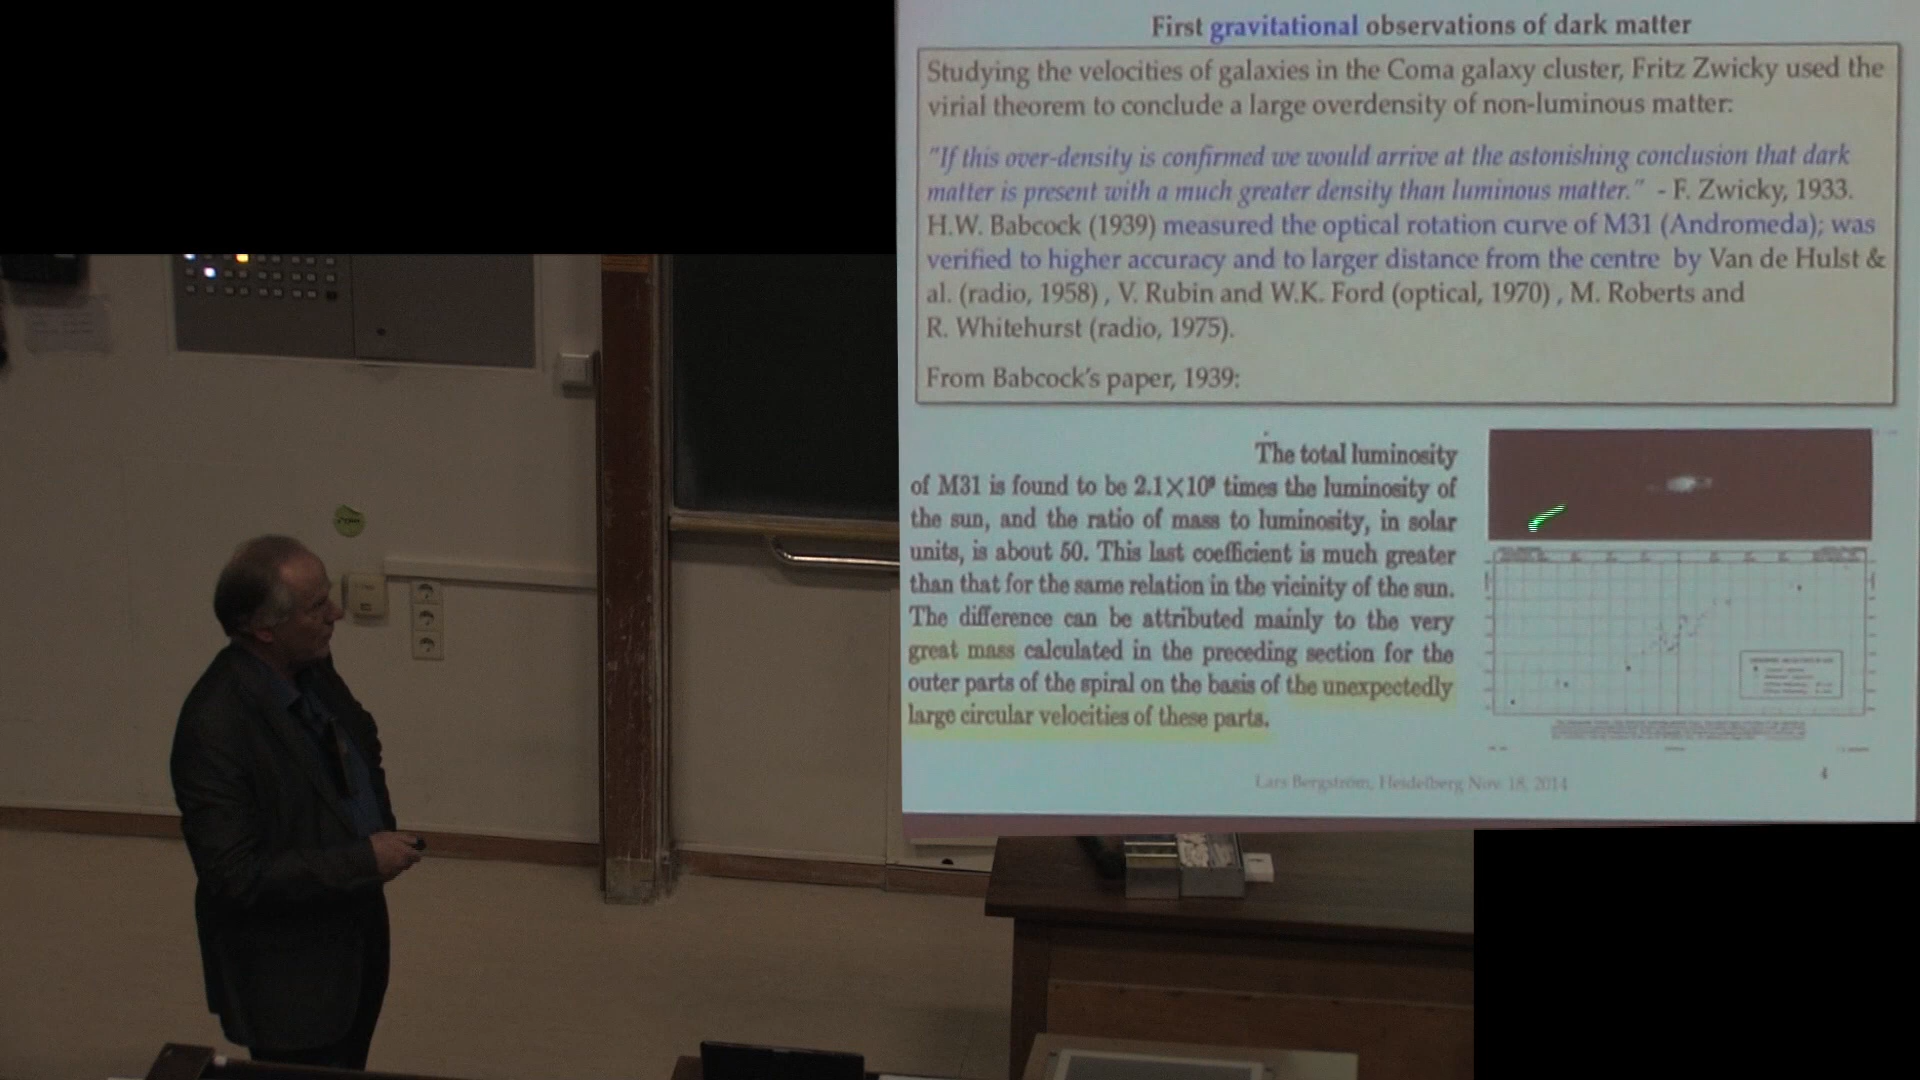 First gravitational observations of dark matter
Studying the velocities of galaxies in the Coma galaxy cluster, Fritz Zwicky used the
virial theorem to conclude a large overdensity of non-luminous matter:
"If this over-density is confirmed we would arrive at the astonishing conclusion that dark
matter is present with a much greater density than luminous matter." - F. Zwicky, 1933.
H.W. Babcock (1939) measured the optical rotation curve of M31 (Andromeda); was
verified to higher accuracy and to larger distance from the centre by Van de Hulst &
al. (radio, 1958) , V. Rubin and W.K. Ford (optical, 1970) , M. Roberts and
R. Whitehurst (radio, 1975).
From Babcock's paper, 1939:
The total luminosity
of M31 is found to be 2.1×10⁹ times the luminosity of
the sun, and the ratio of mass to luminosity, in solar
units, is about 50. This last coefficient is much greater
than that for the same relation in the vicinity of the sun.
The difference can be attributed mainly to the very
great mass calculated in the preceding section for the
outer parts of the spiral on the basis of the unexpectedly
large circular velocities of these parts.
Lars Bergström, Heidelberg Nov. 18, 2014
4